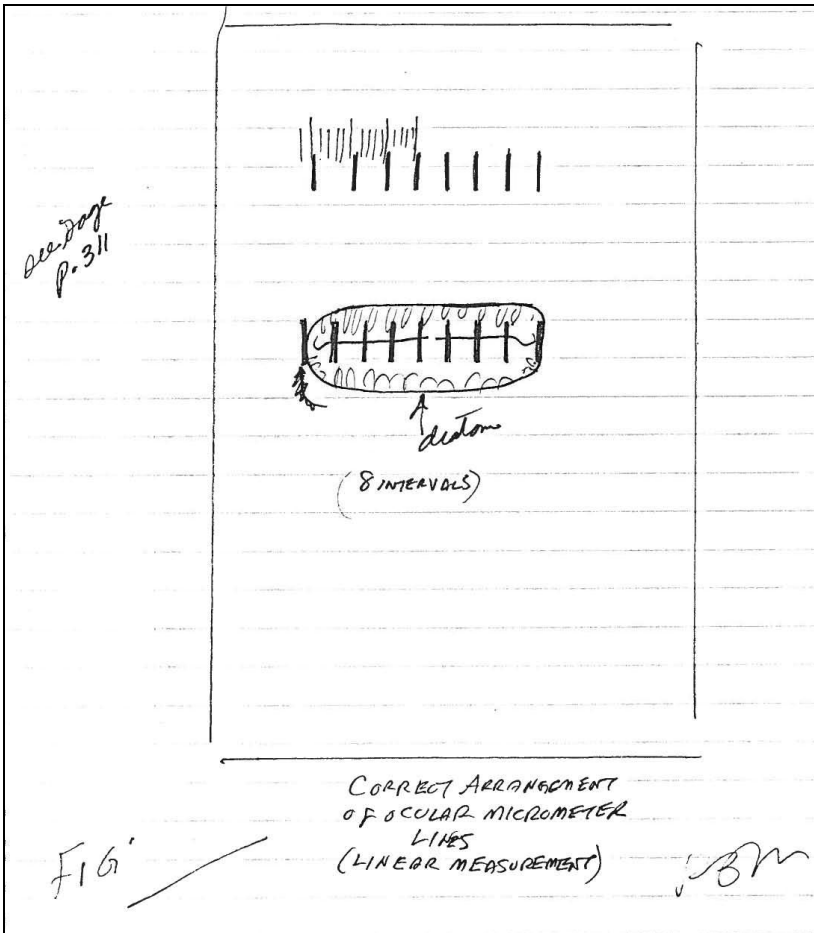 see page
p. 311
diatom
(8 INTERVALS)
CORRECT ARRANGEMENT
OF OCULAR MICROMETER
LINES
(LINEAR MEASUREMENT)
FIG.